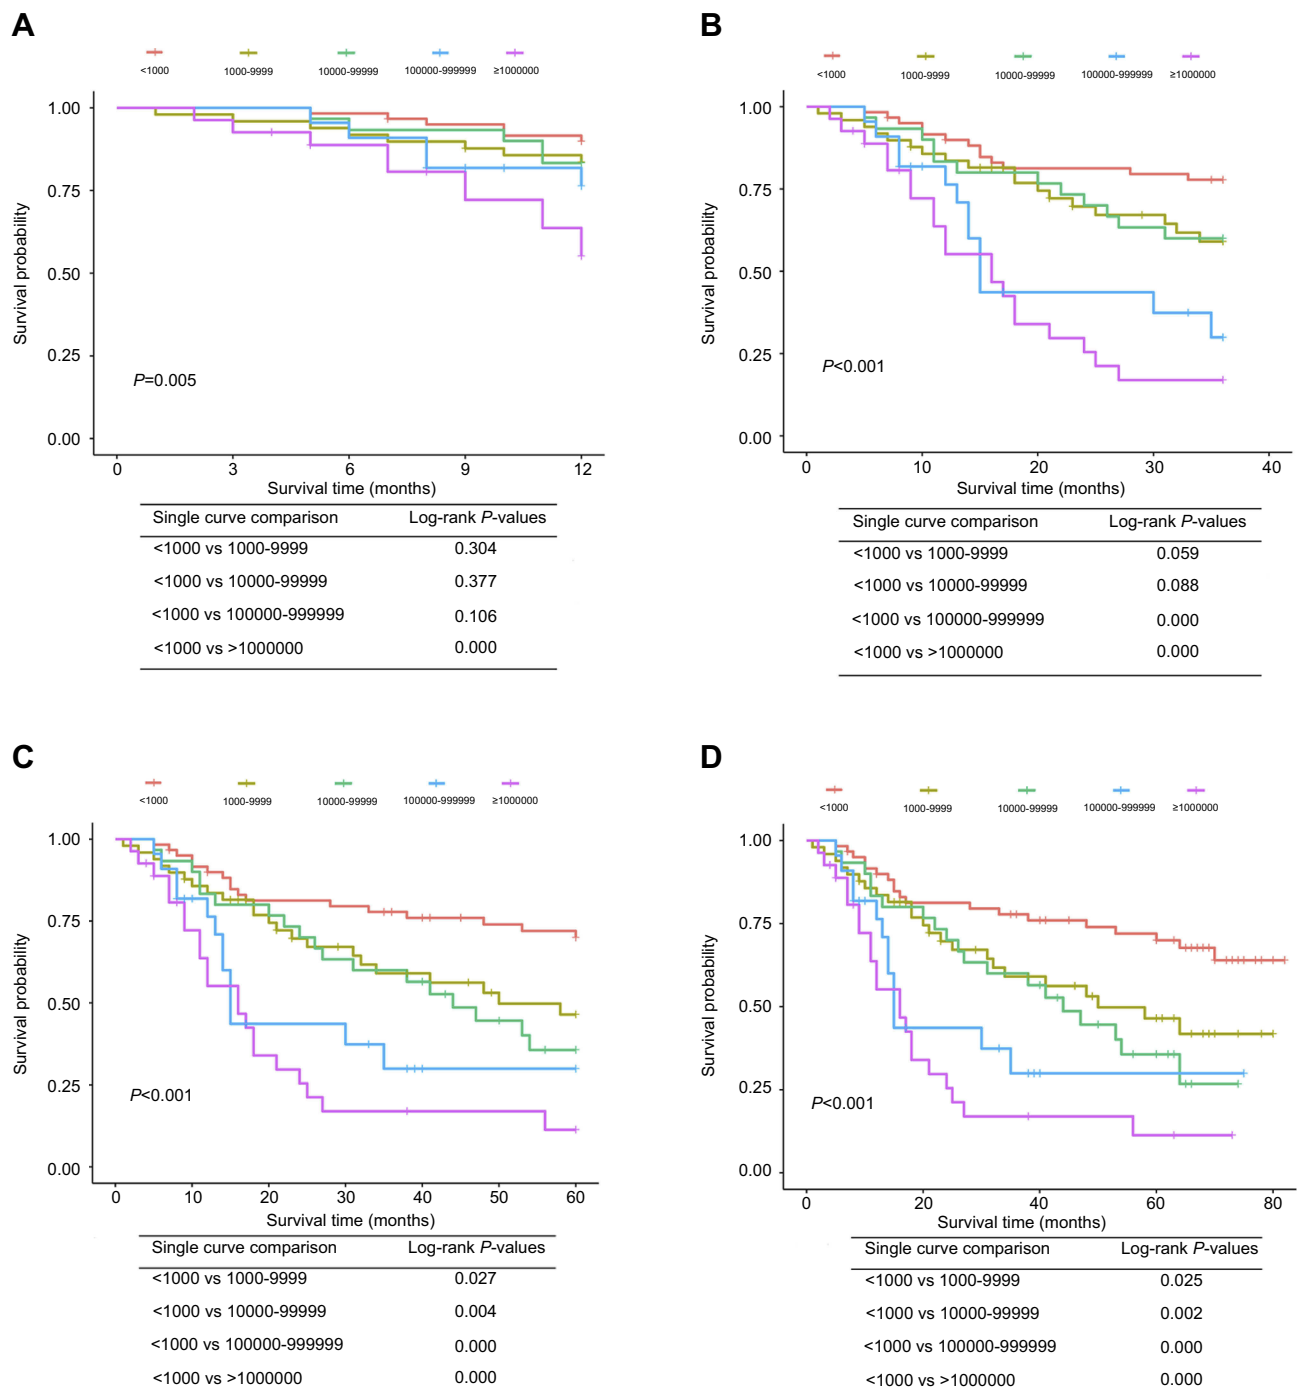 A
<1000 1000-9999 10000-99999 100000-999999 ≥1000000
1.00
0.75
0.50
0.25
0.00
Survival probability
P=0.005
0 3 6 9 12
Survival time (months)
Single curve comparison Log-rank P-values
<1000 vs 1000-9999 0.304
<1000 vs 10000-99999 0.377
<1000 vs 100000-999999 0.106
<1000 vs >1000000 0.000
B
<1000 1000-9999 10000-99999 100000-999999 ≥1000000
1.00
0.75
0.50
0.25
0.00
Survival probability
P<0.001
0 10 20 30 40
Survival time (months)
Single curve comparison Log-rank P-values
<1000 vs 1000-9999 0.059
<1000 vs 10000-99999 0.088
<1000 vs 100000-999999 0.000
<1000 vs >1000000 0.000
C
<1000 1000-9999 10000-99999 100000-999999 ≥1000000
1.00
0.75
0.50
0.25
0.00
Survival probability
P<0.001
0 10 20 30 40 50 60
Survival time (months)
Single curve comparison Log-rank P-values
<1000 vs 1000-9999 0.027
<1000 vs 10000-99999 0.004
<1000 vs 100000-999999 0.000
<1000 vs >1000000 0.000
D
<1000 1000-9999 10000-99999 100000-999999 ≥1000000
1.00
0.75
0.50
0.25
0.00
Survival probability
P<0.001
0 20 40 60 80
Survival time (months)
Single curve comparison Log-rank P-values
<1000 vs 1000-9999 0.025
<1000 vs 10000-99999 0.002
<1000 vs 100000-999999 0.000
<1000 vs >1000000 0.000